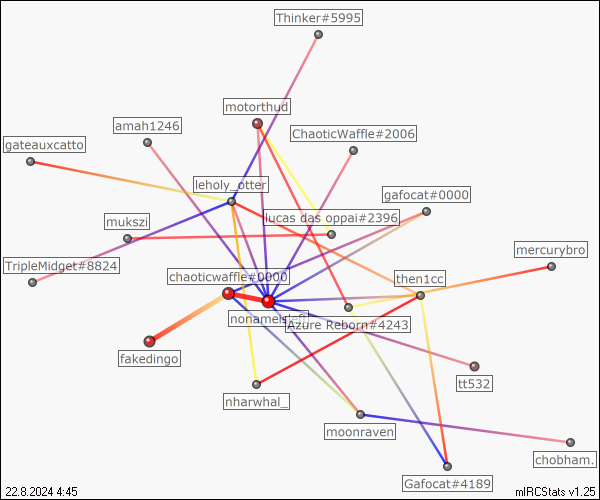 Thinker#5995
motorthud
amah1246
ChaoticWaffle#2006
gateauxcatto
leholy_otter
gafocat#0000
mukszi
lucas das oppai#2396
mercurybro
TripleMidget#8824
chaoticwaffle#0000
then1cc
Azure Reborn#4243
fakedingo
tt532
nharwhal_
moonraven
chobham.
Gafocat#4189
22.8.2024 4:45
mIRCStats v1.25